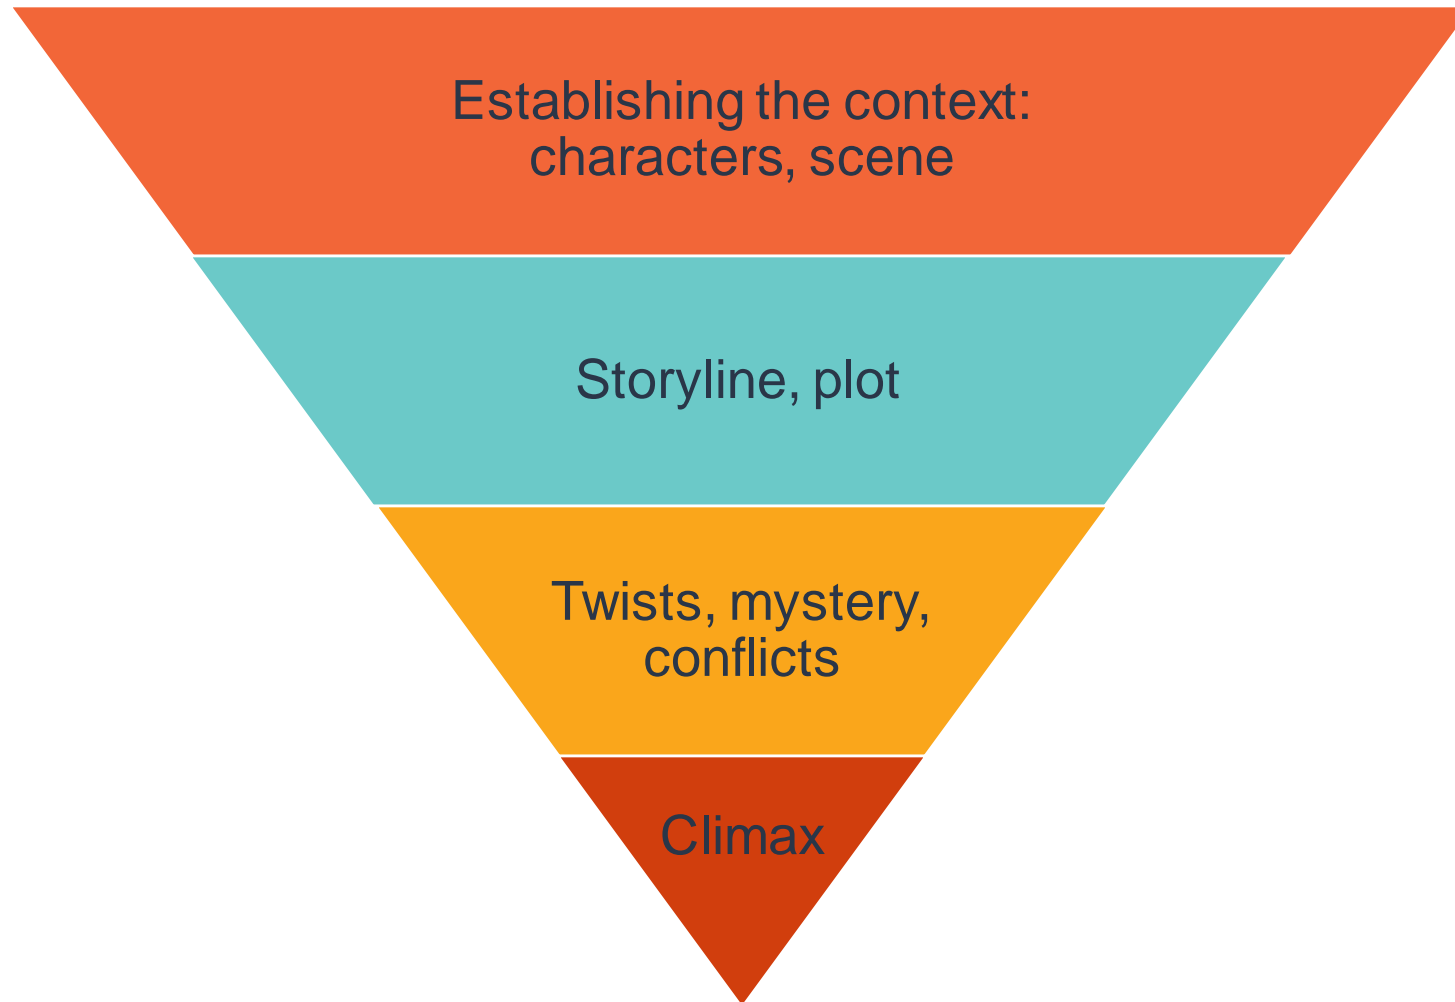 Establishing the context:
characters, scene
Storyline, plot
Twists, mystery,
conflicts
Climax